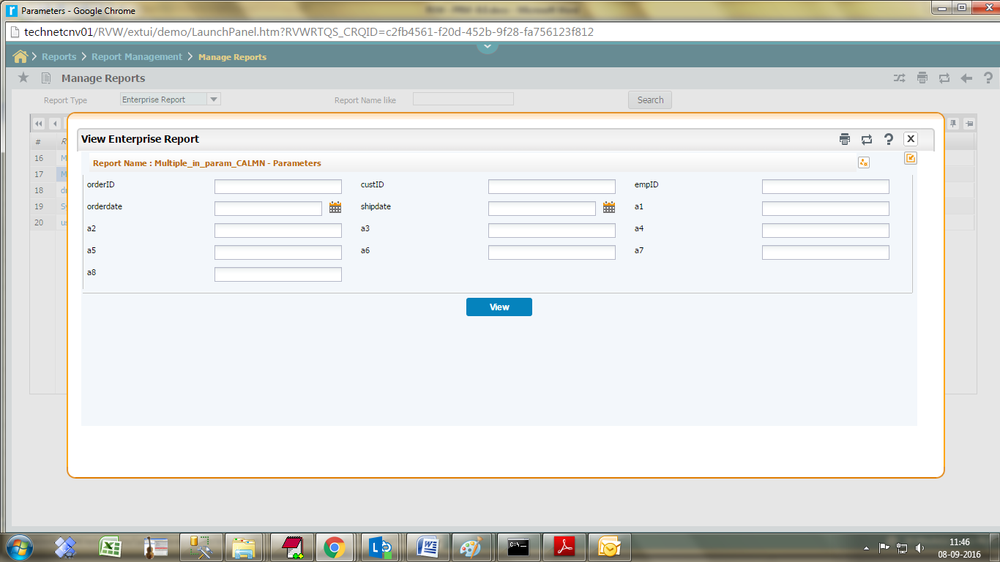 Parameters - Google Chrome
technetcnv01/RVW/extui/demo/LaunchPanel.htm?RVWRTQS_CRQID=c2fb4561-f20d-452b-9f28-fa756123f812
Reports > Report Management > Manage Reports
Manage Reports
Report Type Enterprise Report Report Name like Search
#
View Enterprise Report
Report Name : Multiple_in_param_CALMN - Parameters
16
17
18
19
20
orderID custID empID
orderdate shipdate a1
a2 a3 a4
a5 a6 a7
a8
View
C:\
11:46
08-09-2016